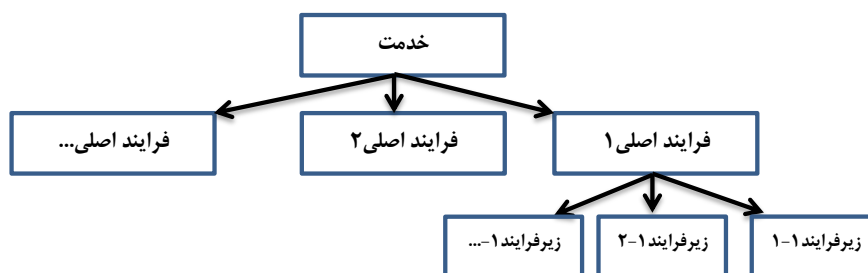 خدمت
فرایند اصلی۱
فرایند اصلی۲
فرایند اصلی...
زیرفرایند۱-۱
زیرفرایند۱-۲
زیرفرایند۱-...